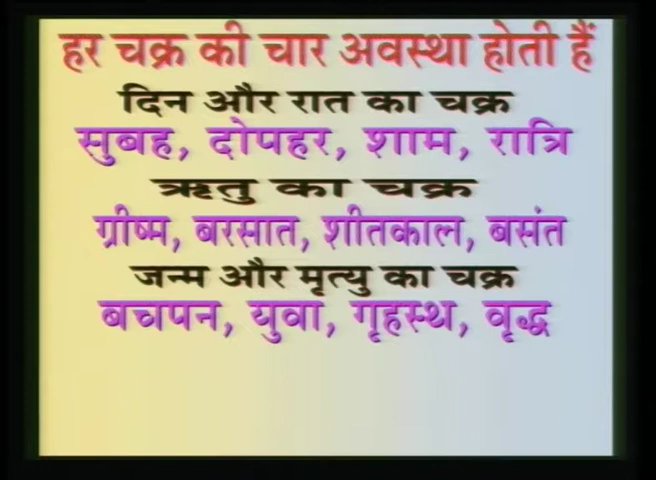 हर चक्र की चार अवस्था होती हैं
दिन और रात का चक्र
सुबह, दोपहर, शाम, रात्रि
ऋतु का चक्र
ग्रीष्म, बरसात, शीतकाल, बसंत
जन्म और मृत्यु का चक्र
बचपन, युवा, गृहस्थ, वृद्ध